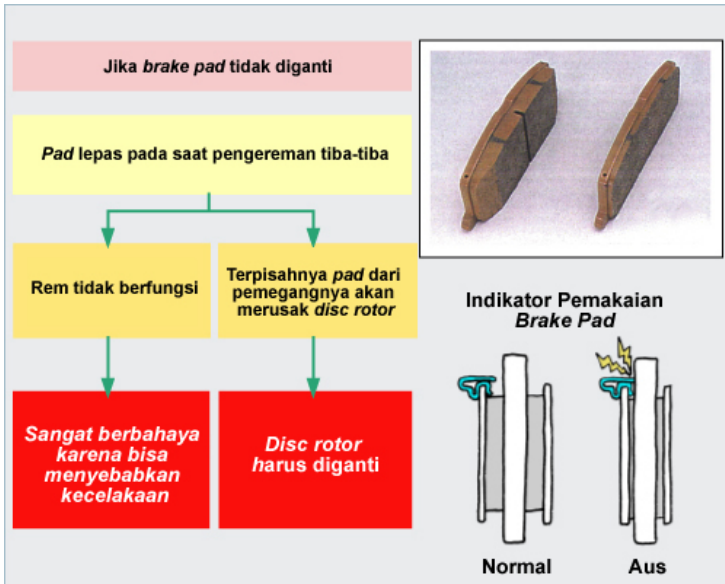 Jika brake pad tidak diganti
Pad lepas pada saat pengereman tiba-tiba
Rem tidak berfungsi
Terpisahnya pad dari
pemegangnya akan
merusak disc rotor
Sangat berbahaya
karena bisa
menyebabkan
kecelakaan
Disc rotor
harus diganti
Indikator Pemakaian
Brake Pad
Normal
Aus